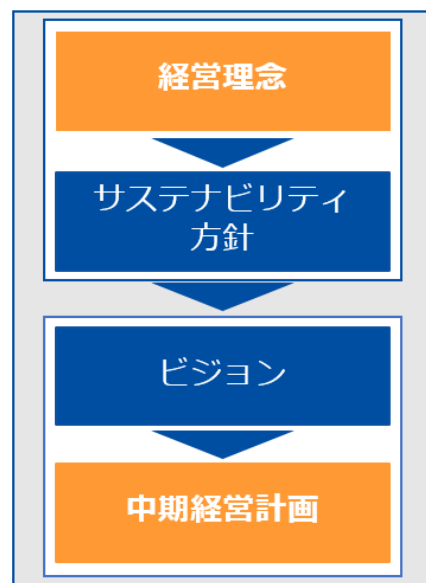 経営理念
サステナビリティ
方針
ビジョン
中期経営計画